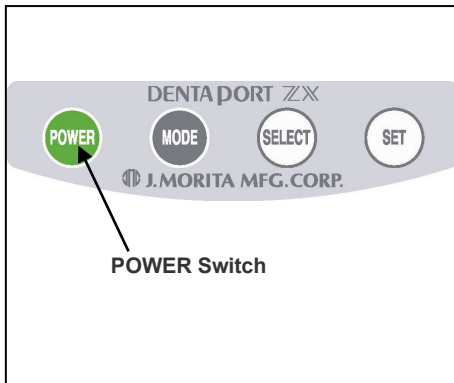 DENTAPORT ZX
POWER MODE SELECT SET
J.MORITA MFG.CORP.
POWER Switch